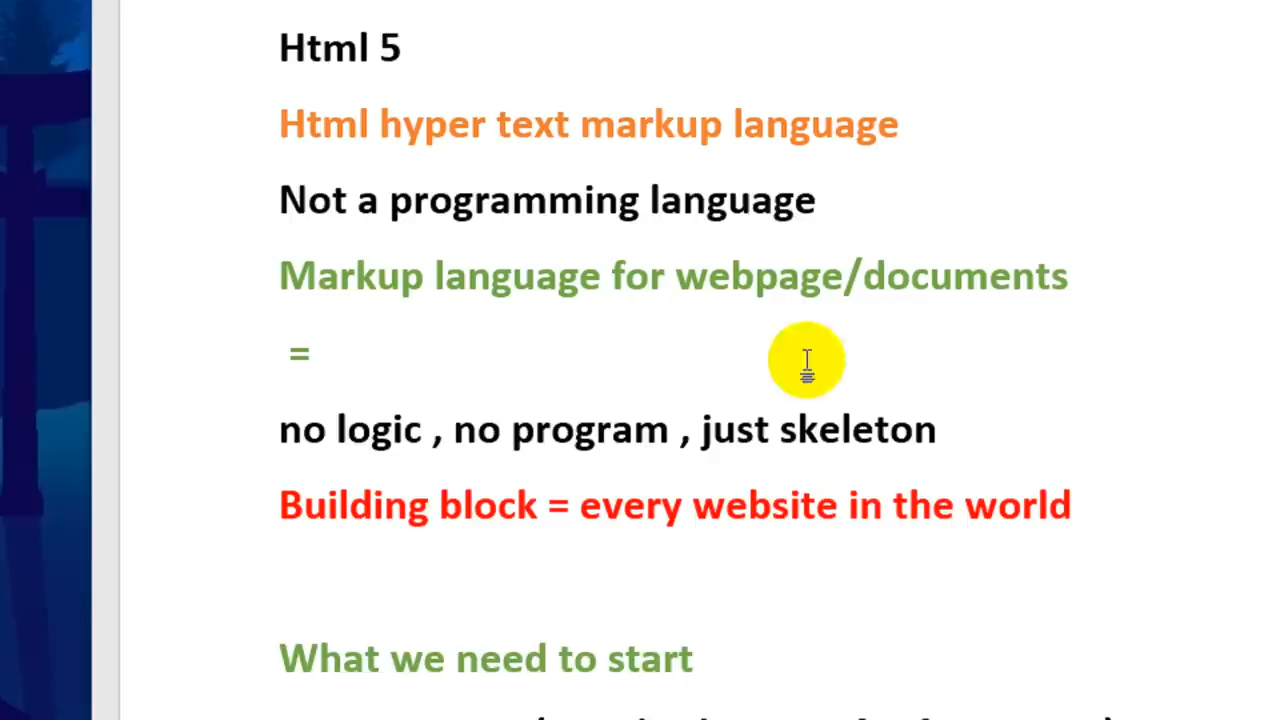 Html 5
Html hyper text markup language
Not a programming language
Markup language for webpage/documents
=
no logic , no program , just skeleton
Building block = every website in the world
What we need to start